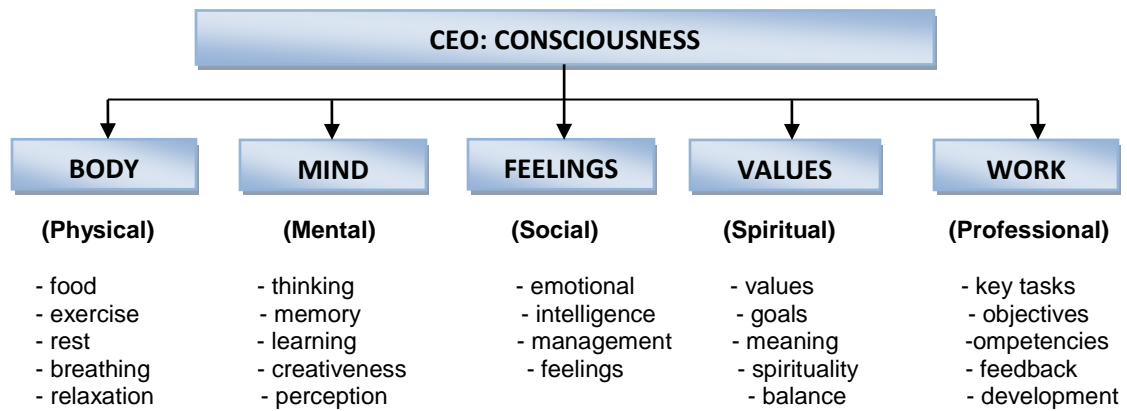 CEO: CONSCIOUSNESS
BODY
MIND
FEELINGS
VALUES
WORK
(Physical)
(Mental)
(Social)
(Spiritual)
(Professional)
- food
- exercise
- rest
- breathing
- relaxation
- thinking
- memory
- learning
- creativeness
- perception
- emotional
- intelligence
- management
- feelings
- values
- goals
- meaning
- spirituality
- balance
- key tasks
- objectives
-ompetencies
- feedback
- development